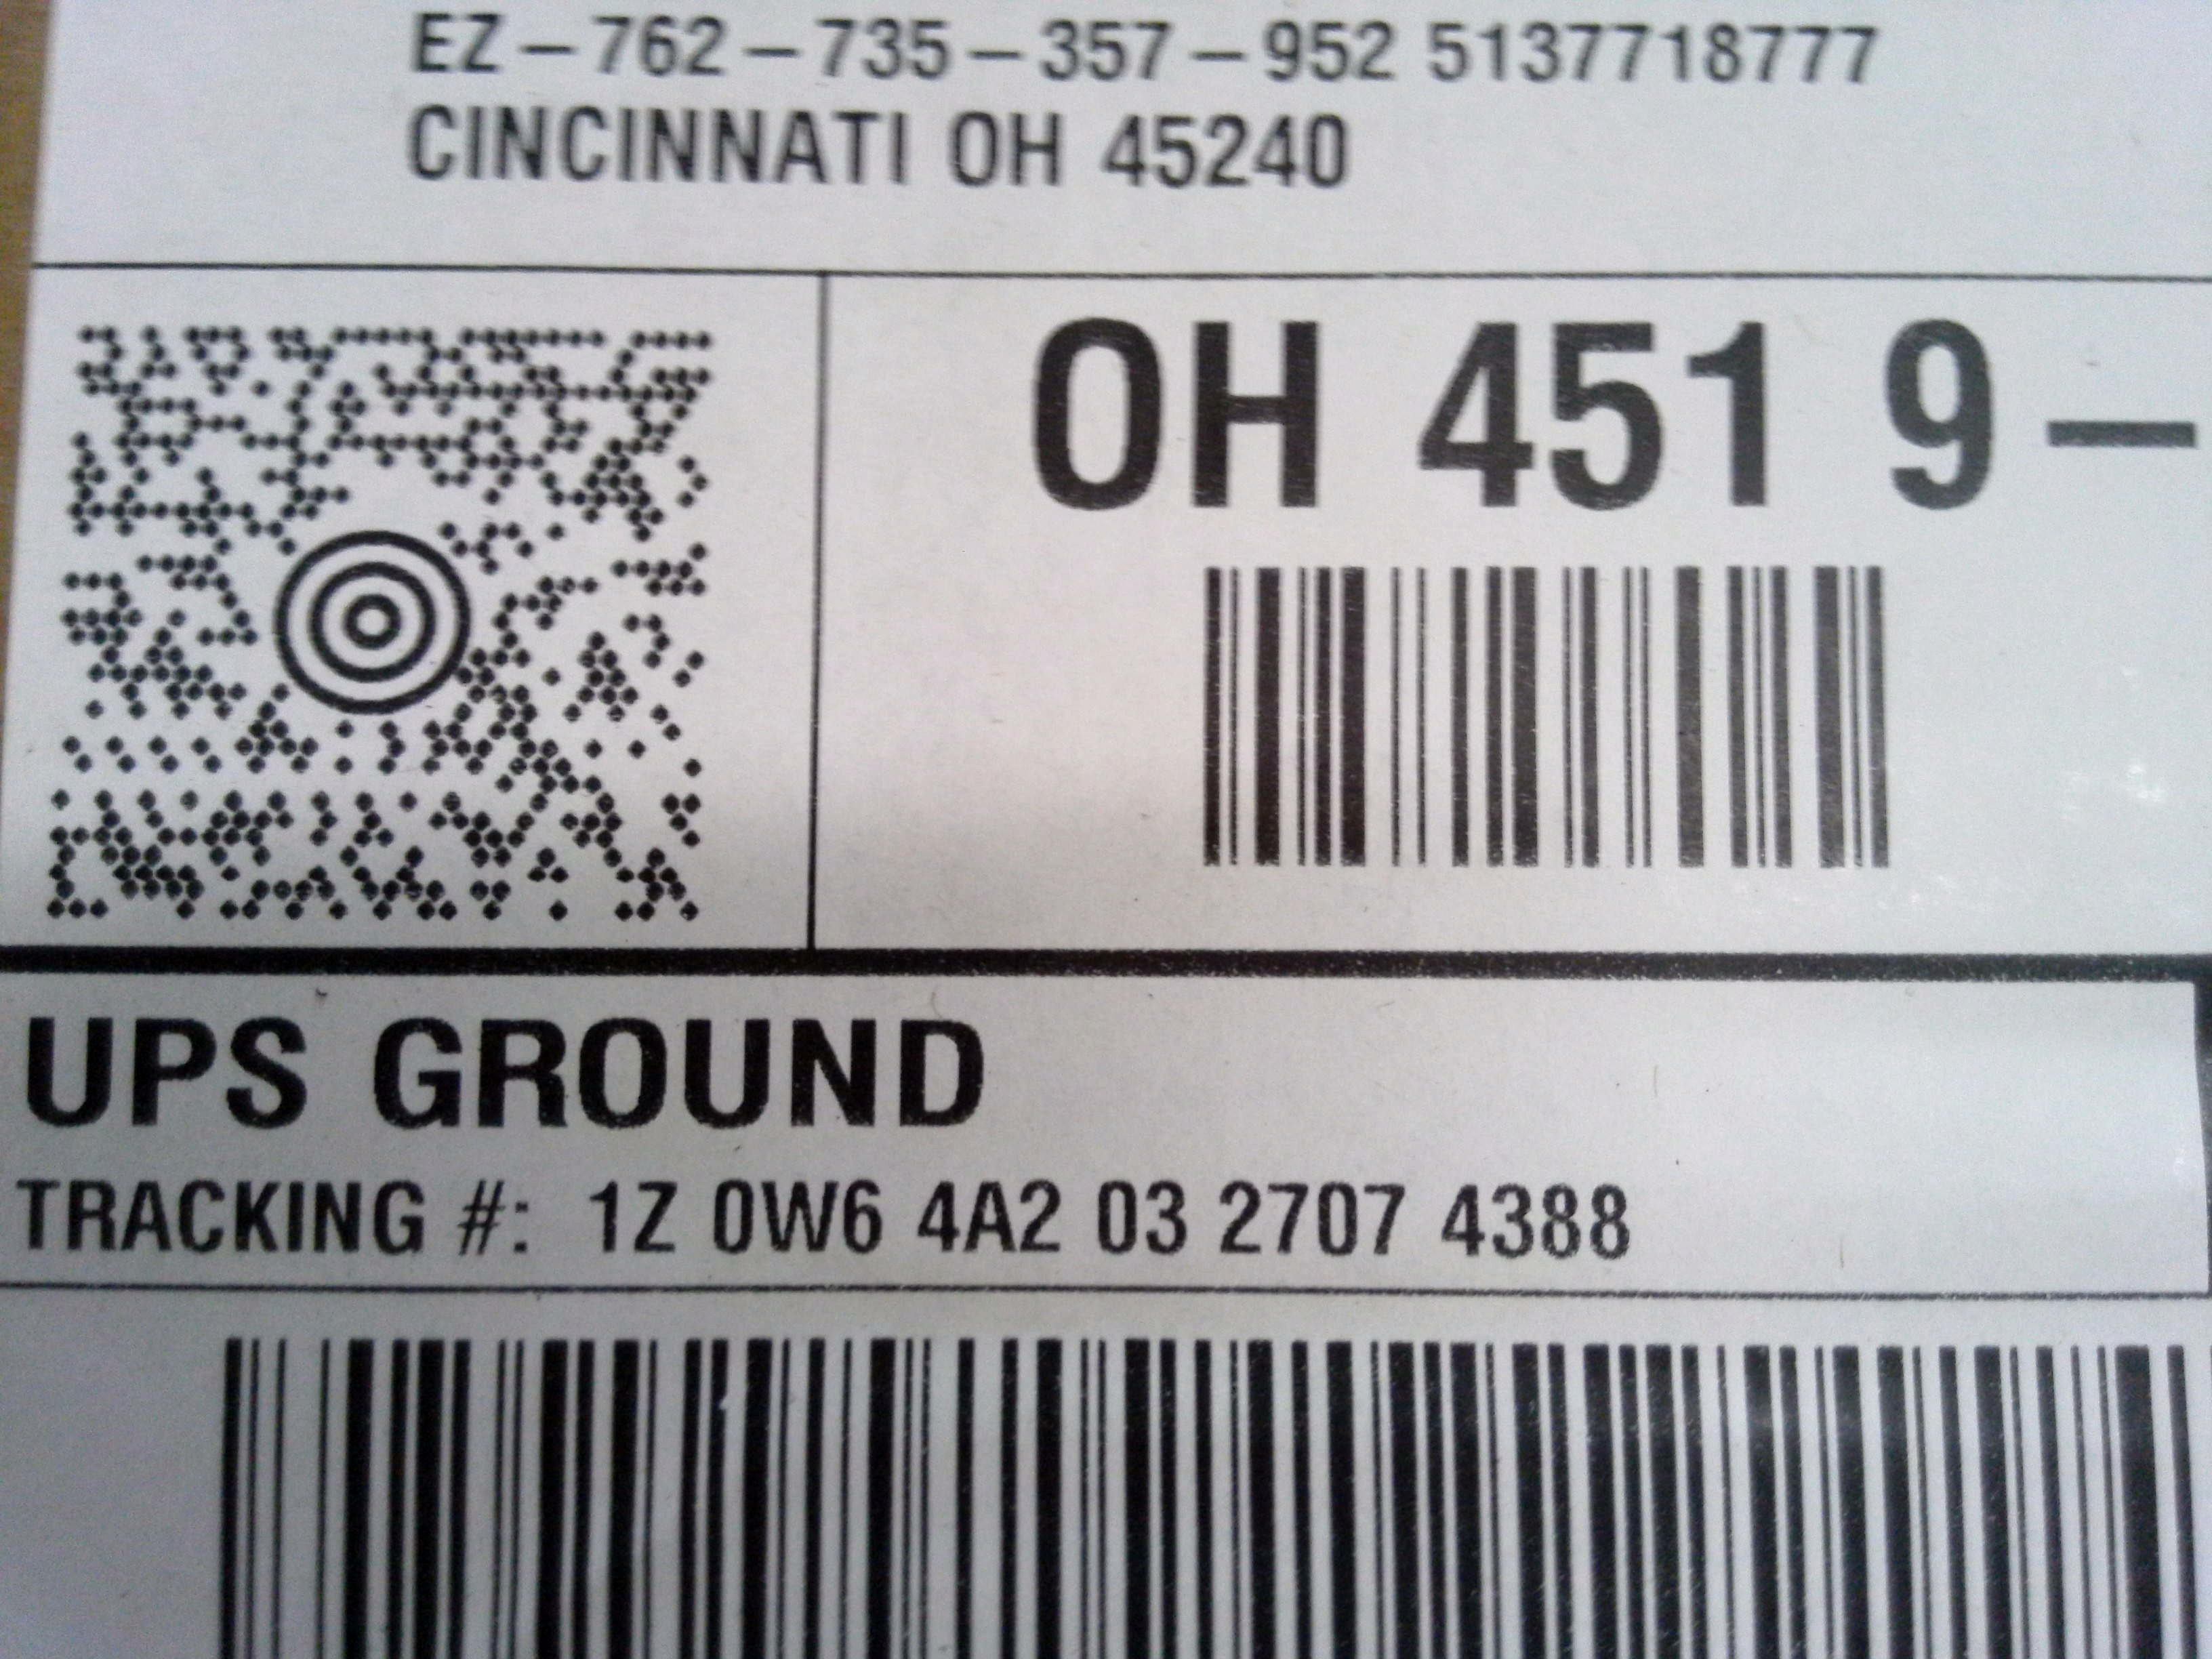 EZ-762-735-357-952 5137718777
CINCINNATI OH 45240
OH 451 9-
UPS GROUND
TRACKING #: 1Z 0W6 4A2 03 2707 4388